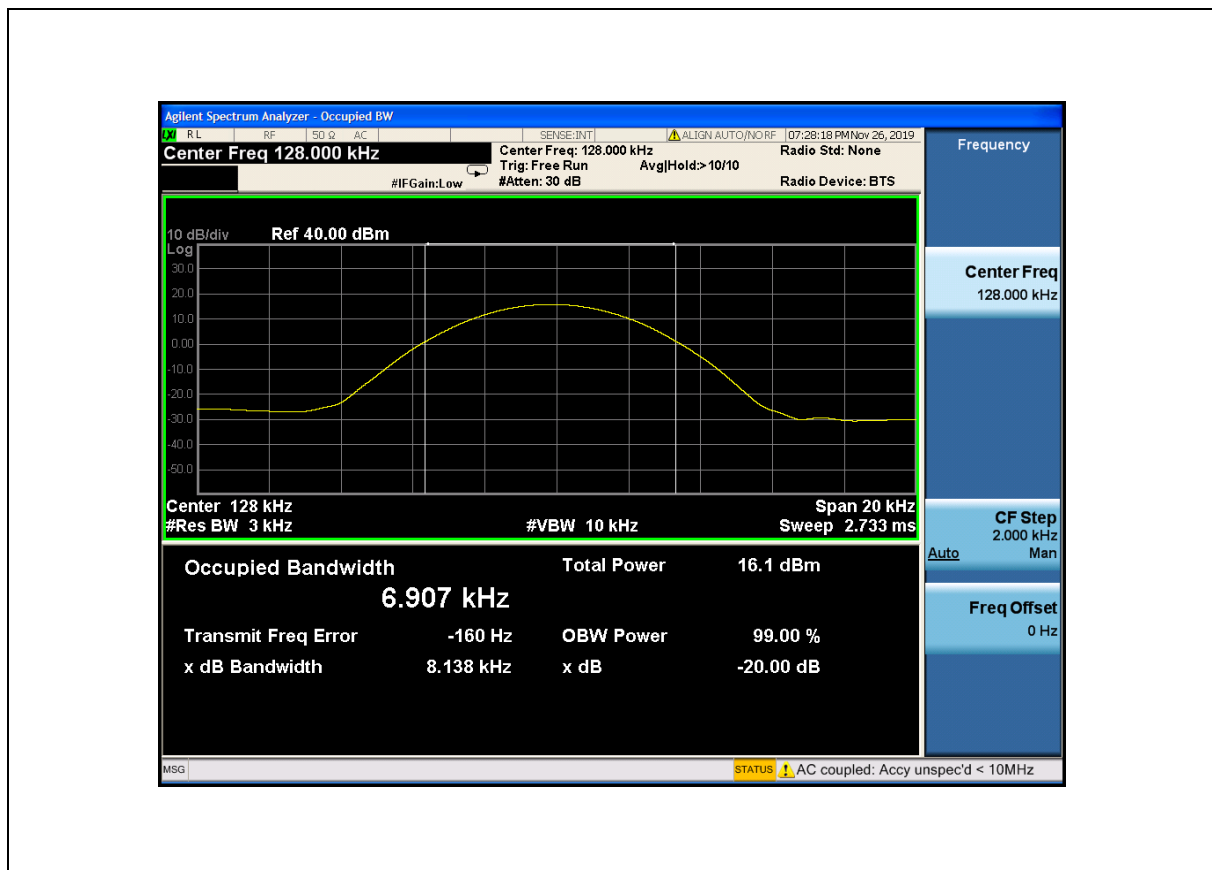 Agilent Spectrum Analyzer - Occupied BW
LXI RL RF 50 Ω AC SENSE:INT ALIGN AUTO/NO RF 07:28:18 PM Nov 26, 2019
Center Freq 128.000 kHz
Center Freq: 128.000 kHz Radio Std: None
Trig: Free Run Avg|Hold:> 10/10
#IFGain:Low #Atten: 30 dB Radio Device: BTS
10 dB/div Ref 40.00 dBm
Log
30.0
20.0
10.0
0.00
-10.0
-20.0
-30.0
-40.0
-50.0
Center 128 kHz Span 20 kHz
#Res BW 3 kHz #VBW 10 kHz Sweep 2.733 ms
Occupied Bandwidth Total Power 16.1 dBm
6.907 kHz
Transmit Freq Error -160 Hz OBW Power 99.00 %
x dB Bandwidth 8.138 kHz x dB -20.00 dB
Frequency
Center Freq
128.000 kHz
CF Step
2.000 kHz
Auto Man
Freq Offset
0 Hz
MSG STATUS ! AC coupled: Accy unspec'd < 10MHz